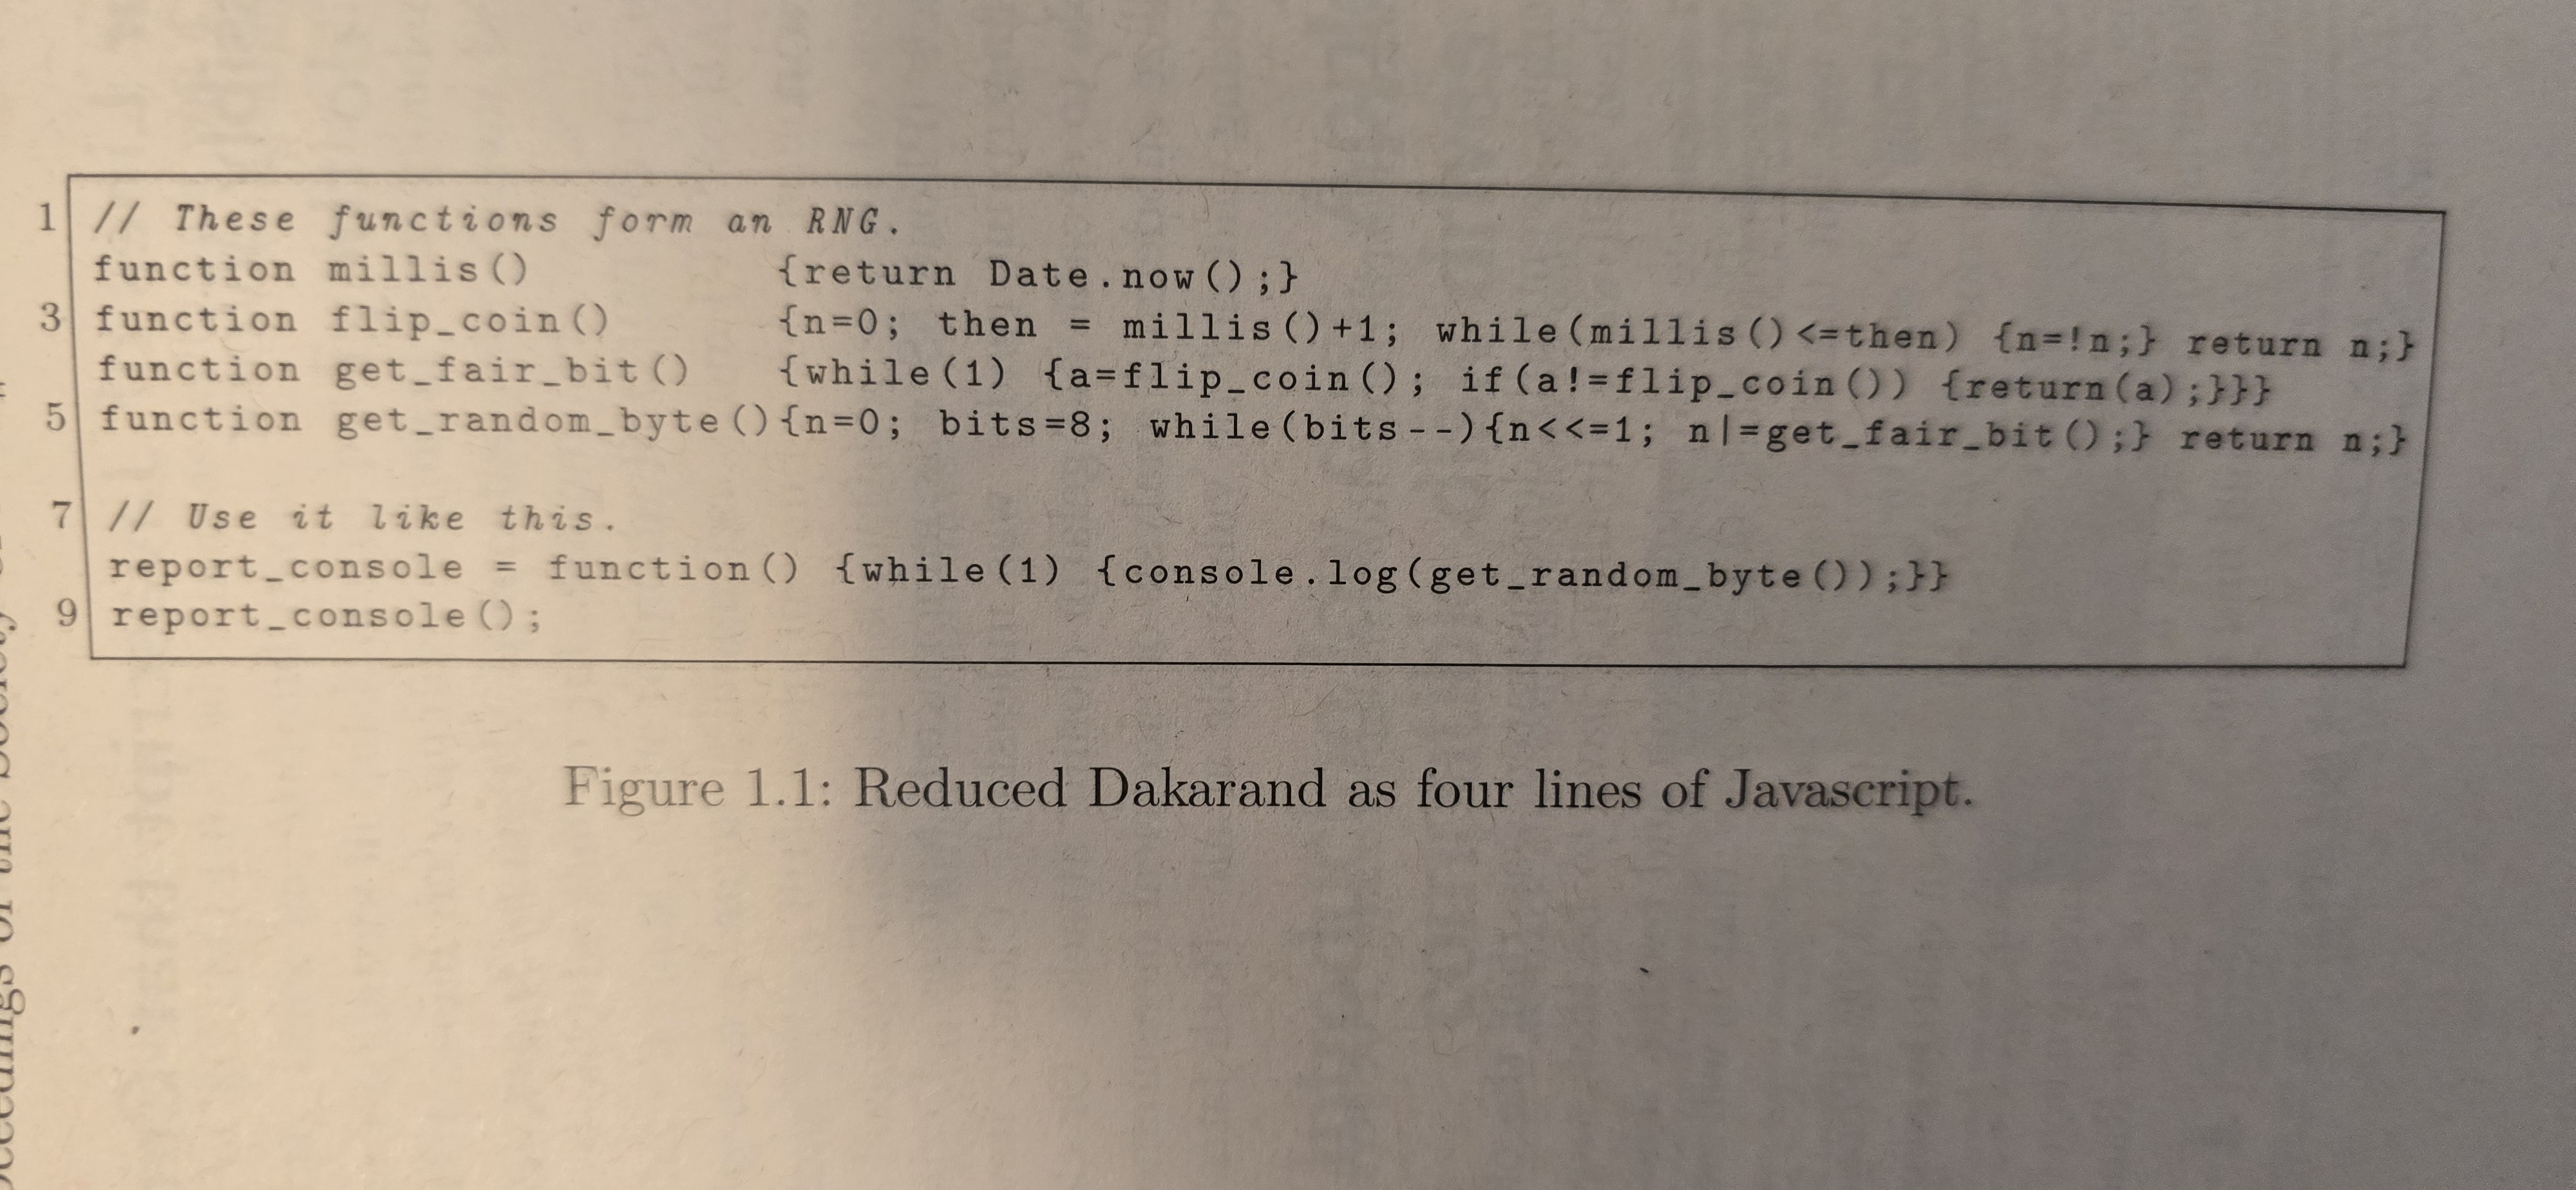 1 // These functions form an RNG.
function millis()          {return Date.now();}
3 function flip_coin()       {n=0; then = millis()+1; while(millis()<=then) {n=!n;} return n;}
function get_fair_bit()    {while(1) {a=flip_coin(); if(a!=flip_coin()) {return(a);}}}
5 function get_random_byte(){n=0; bits=8; while(bits--){n<<=1; n|=get_fair_bit();} return n;}
7 // Use it like this.
report_console = function() {while(1) {console.log(get_random_byte());}}
9 report_console();
Figure 1.1: Reduced Dakarand as four lines of Javascript.
of the